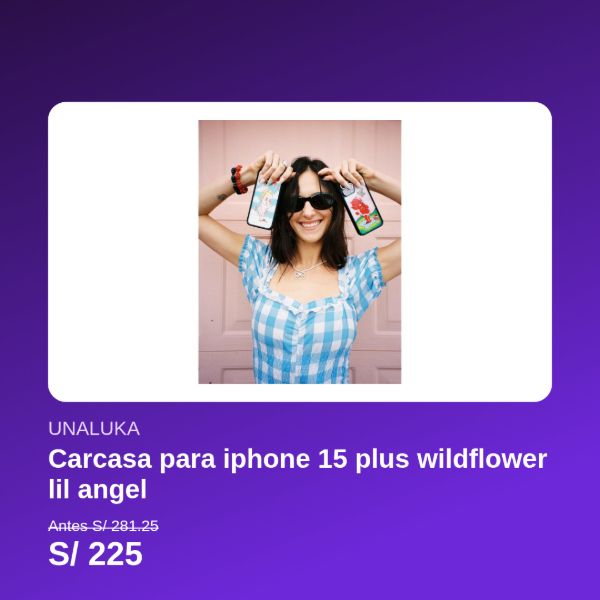 UNALUKA
Carcasa para iphone 15 plus wildflower
lil angel
Antes S/ 281.25
S/ 225